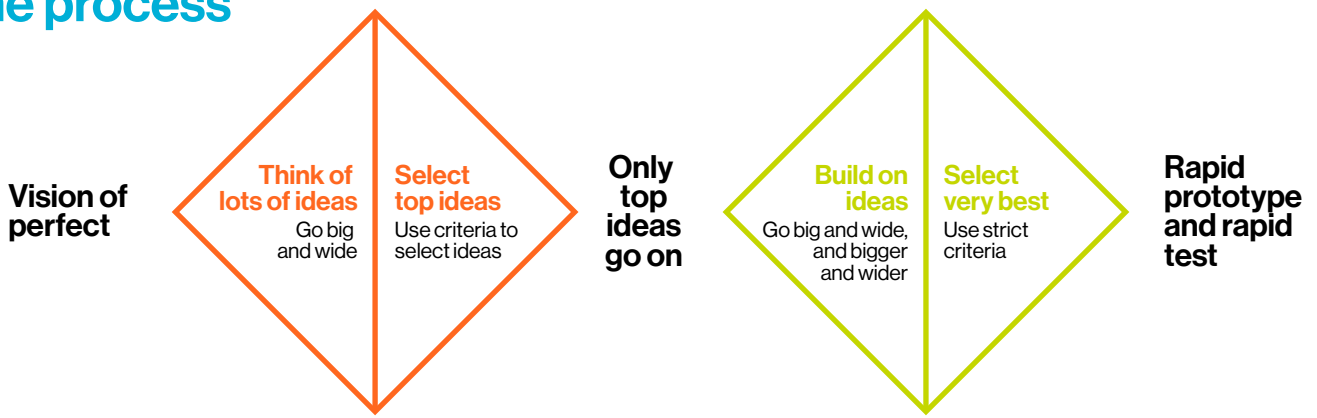 process
Vision of
perfect
Think of
lots of ideas
Go big
and wide
Select
top ideas
Use criteria to
select ideas
Only
top
ideas
go on
Build on
ideas
Go big and wide,
and bigger
and wider
Select
very best
Use strict
criteria
Rapid
prototype
and rapid
test